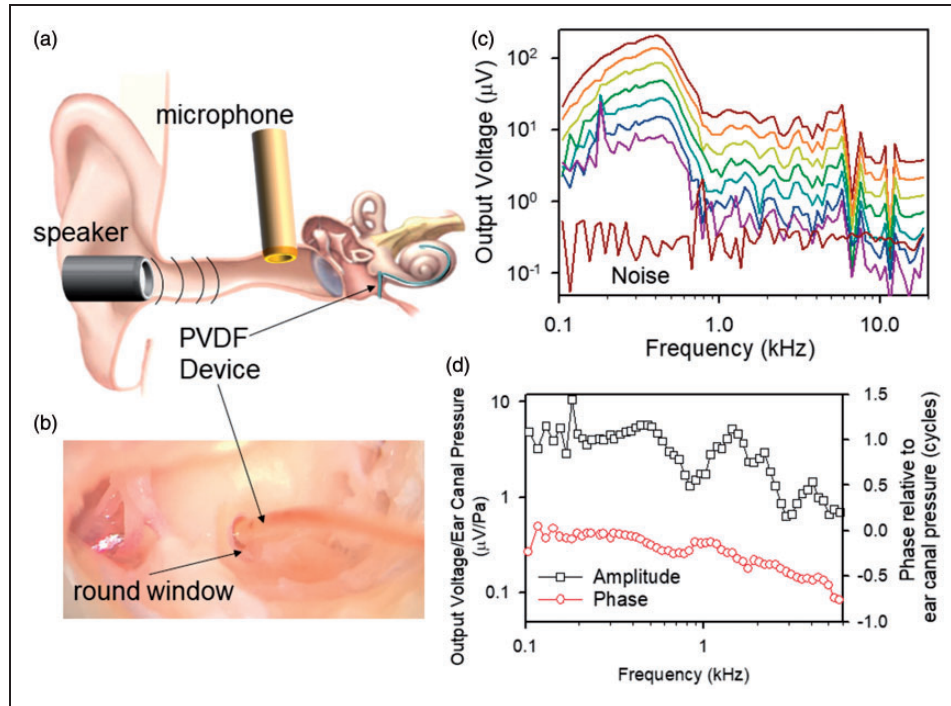 (a)
microphone
speaker
PVDF
Device
(b)
round window
(c)
Output Voltage (μV)
10²
10¹
10⁰
10⁻¹
Noise
0.1
1.0
10.0
Frequency (kHz)
(d)
Output Voltage/Ear Canal Pressure
(μV/Pa)
10
1
0.1
Amplitude
Phase
1.5
1.0
0.5
0.0
-0.5
-1.0
Phase relative to
ear canal pressure (cycles)
0.1
1
Frequency (kHz)